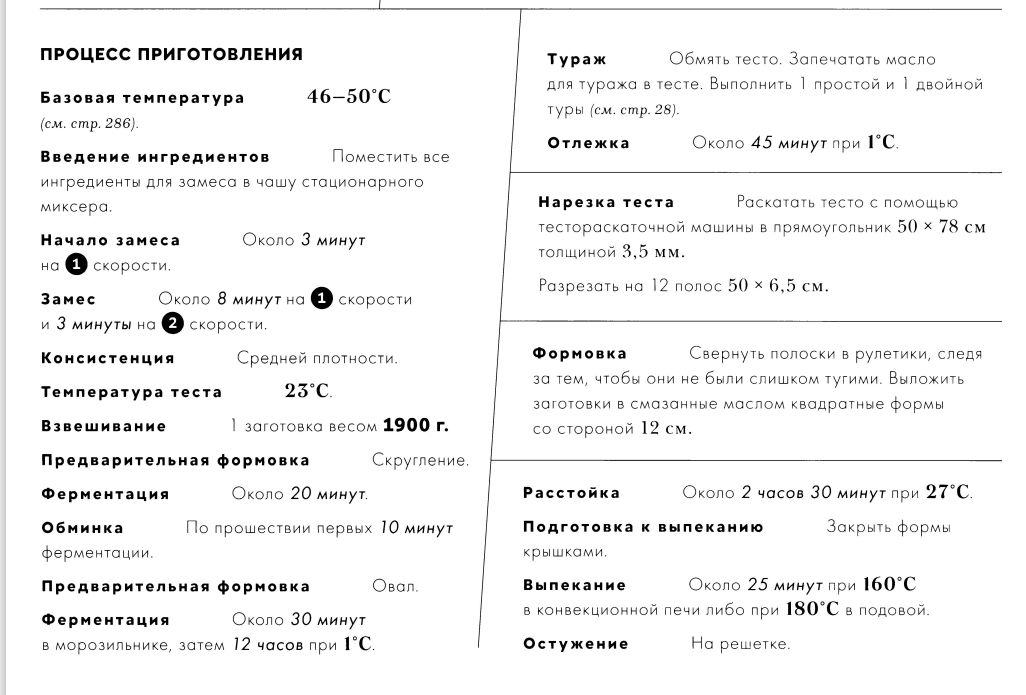 ПРОЦЕСС ПРИГОТОВЛЕНИЯ
Базовая температура 46–50°C
(см. стр. 286).
Введение ингредиентов Поместить все
ингредиенты для замеса в чашу стационарного
миксера.
Начало замеса Около 3 минут
на 1 скорости.
Замес Около 8 минут на 1 скорости
и 3 минуты на 2 скорости.
Консистенция Средней плотности.
Температура теста 23°C.
Взвешивание 1 заготовка весом 1900 г.
Предварительная формовка Скругление.
Ферментация Около 20 минут.
Обминка По прошествии первых 10 минут
ферментации.
Предварительная формовка Овал.
Ферментация Около 30 минут
в морозильнике, затем 12 часов при 1°C.
Тураж Обмять тесто. Запечатать масло
для туража в тесте. Выполнить 1 простой и 1 двойной
туры (см. стр. 28).
Отлежка Около 45 минут при 1°C.
Нарезка теста Раскатать тесто с помощью
тестораскаточной машины в прямоугольник 50 × 78 см
толщиной 3,5 мм.
Разрезать на 12 полос 50 × 6,5 см.
Формовка Свернуть полоски в рулетики, следя
за тем, чтобы они не были слишком тугими. Выложить
заготовки в смазанные маслом квадратные формы
со стороной 12 см.
Расстойка Около 2 часов 30 минут при 27°C.
Подготовка к выпеканию Закрыть формы
крышками.
Выпекание Около 25 минут при 160°C
в конвекционной печи либо при 180°C в подовой.
Остужение На решетке.